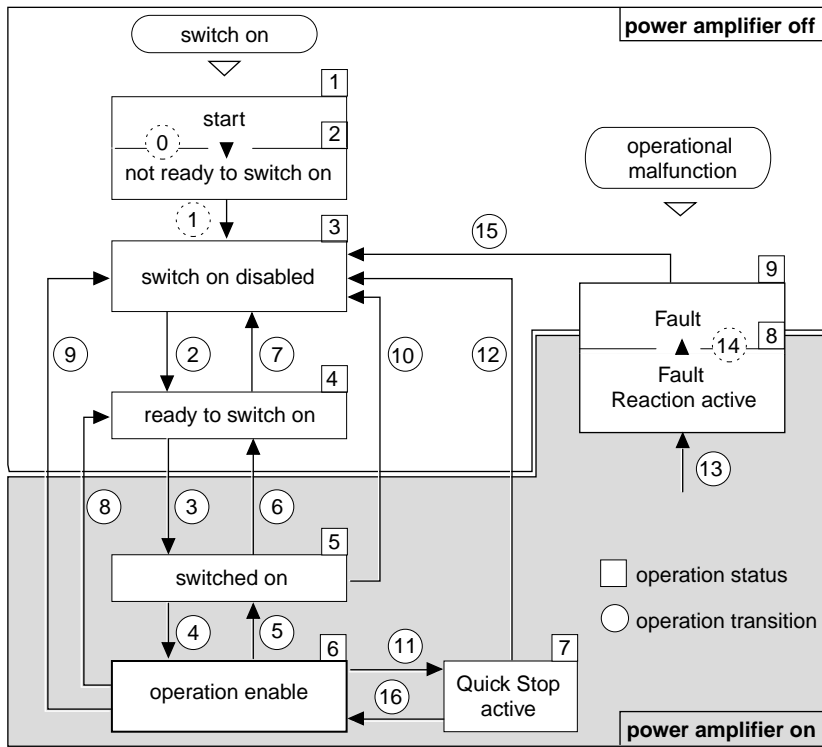 switch on
power amplifier off
1
start
2
0
not ready to switch on
operational
malfunction
1
3
15
switch on disabled
9
Fault
8
14
9
2
7
10
12
Fault
Reaction active
4
ready to switch on
13
8
3
6
5
switched on
operation status
operation transition
4
5
6
11
7
operation enable
Quick Stop
active
16
power amplifier on